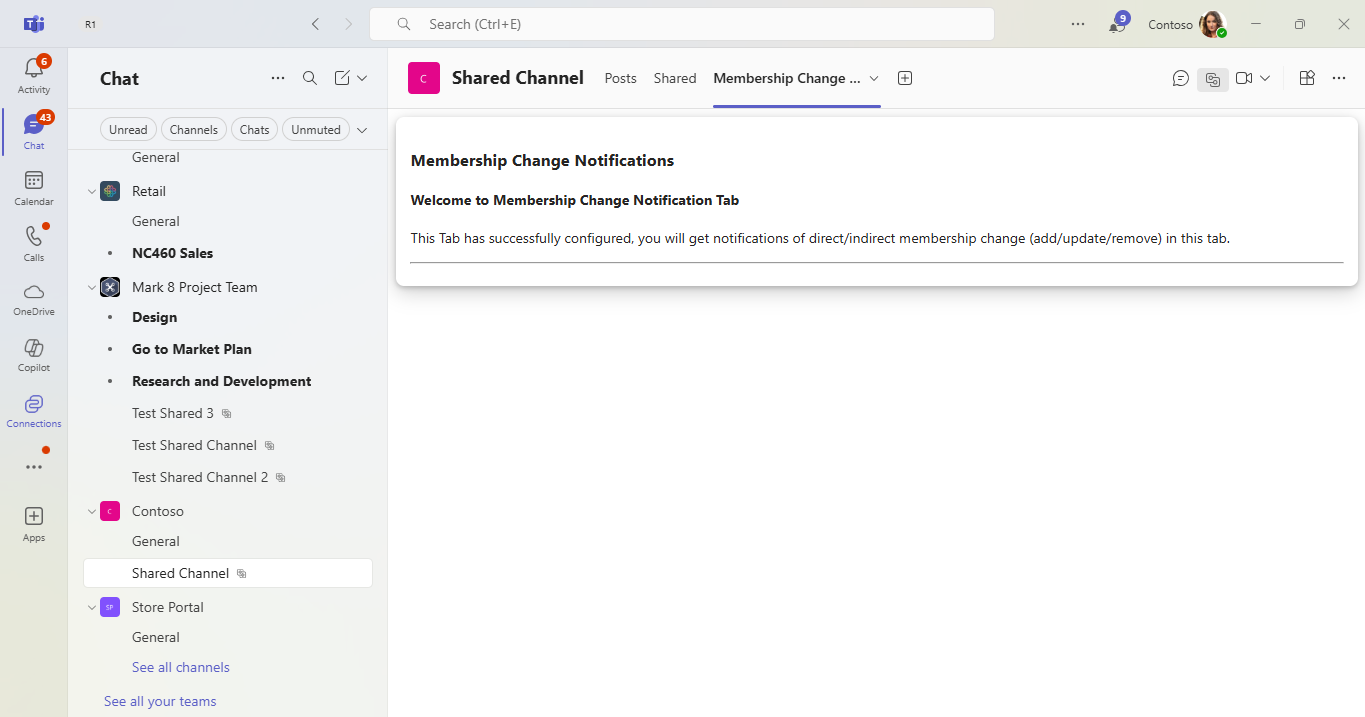 R1
Search (Ctrl+E)
9
Contoso
6
Activity
43
Chat
Calendar
Calls
OneDrive
Copilot
Connections
Apps
Chat
Unread
Channels
Chats
Unmuted
General
Retail
General
NC460 Sales
Mark 8 Project Team
Design
Go to Market Plan
Research and Development
Test Shared 3
Test Shared Channel
Test Shared Channel 2
C
Contoso
General
Shared Channel
SP
Store Portal
General
See all channels
See all your teams
C
Shared Channel
Posts
Shared
Membership Change ...
Membership Change Notifications
Welcome to Membership Change Notification Tab
This Tab has successfully configured, you will get notifications of direct/indirect membership change (add/update/remove) in this tab.